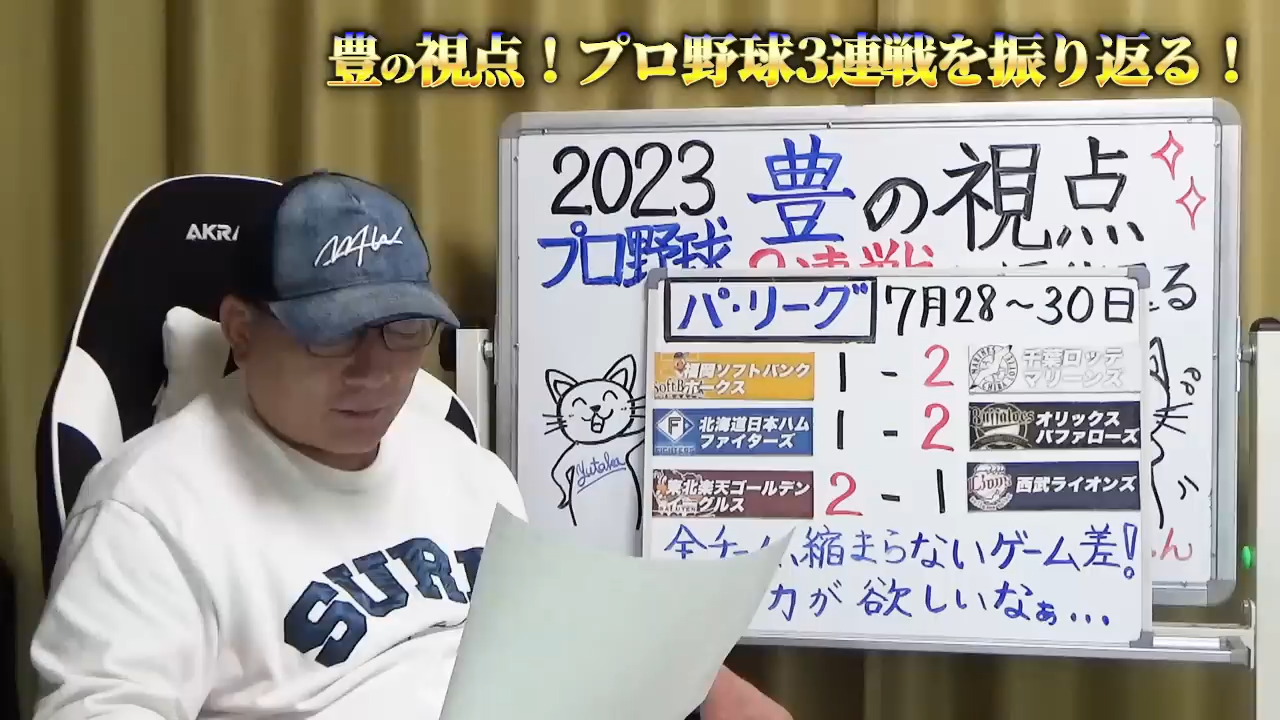 豊の視点！プロ野球3連戦を振り返る！
2023 豊の視点
プロ野球
AKRA
パ・リーグ 7月28～30日
福岡ソフトバンク
ホークス 1 - 2 千葉ロッテ
マリーンズ
北海道日本ハム
ファイターズ 1 - 2 オリックス
バファローズ
東北楽天ゴールデン
イーグルス 2 - 1 西武ライオンズ
Yutaka
縮まらないゲーム差!
力が欲しいなぁ...
SUR